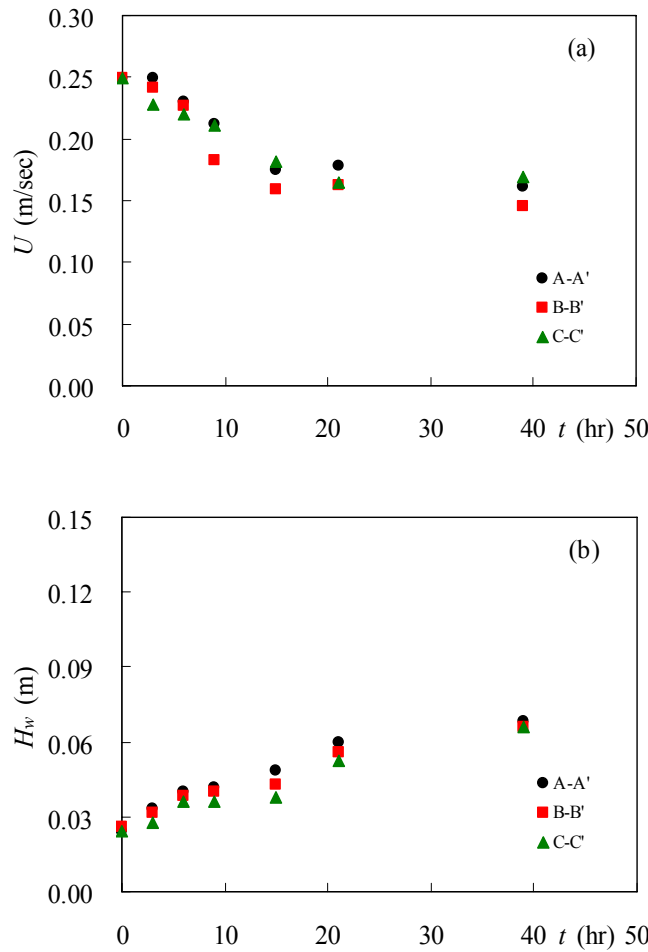 0.30
(a)
0.25
0.20
U (m/sec)
0.15
0.10
A-A'
B-B'
0.05
C-C'
0.00
0 10 20 30 40 t (hr) 50
0.15
(b)
0.12
0.09
Hw (m)
0.06
A-A'
0.03
B-B'
C-C'
0.00
0 10 20 30 40 t (hr) 50